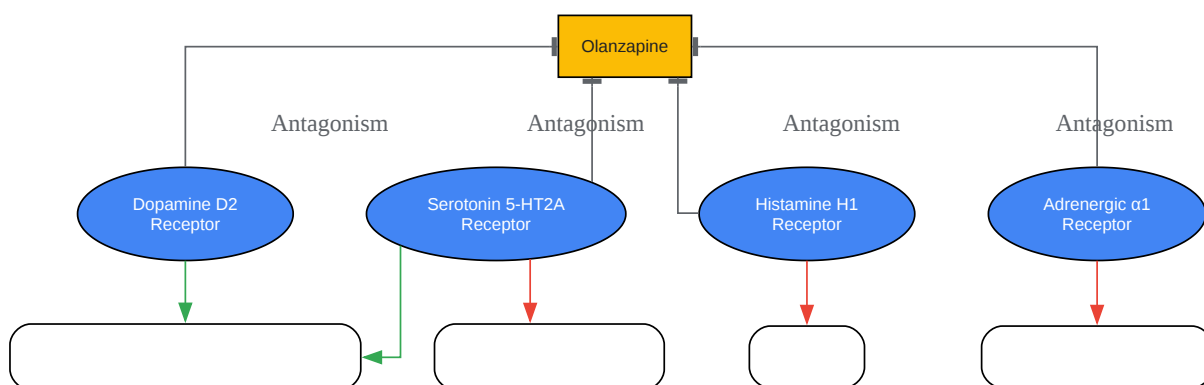 Olanzapine
Antagonism
Antagonism
Antagonism
Antagonism
Dopamine D2
Receptor
Serotonin 5-HT2A
Receptor
Histamine H1
Receptor
Adrenergic α1
Receptor